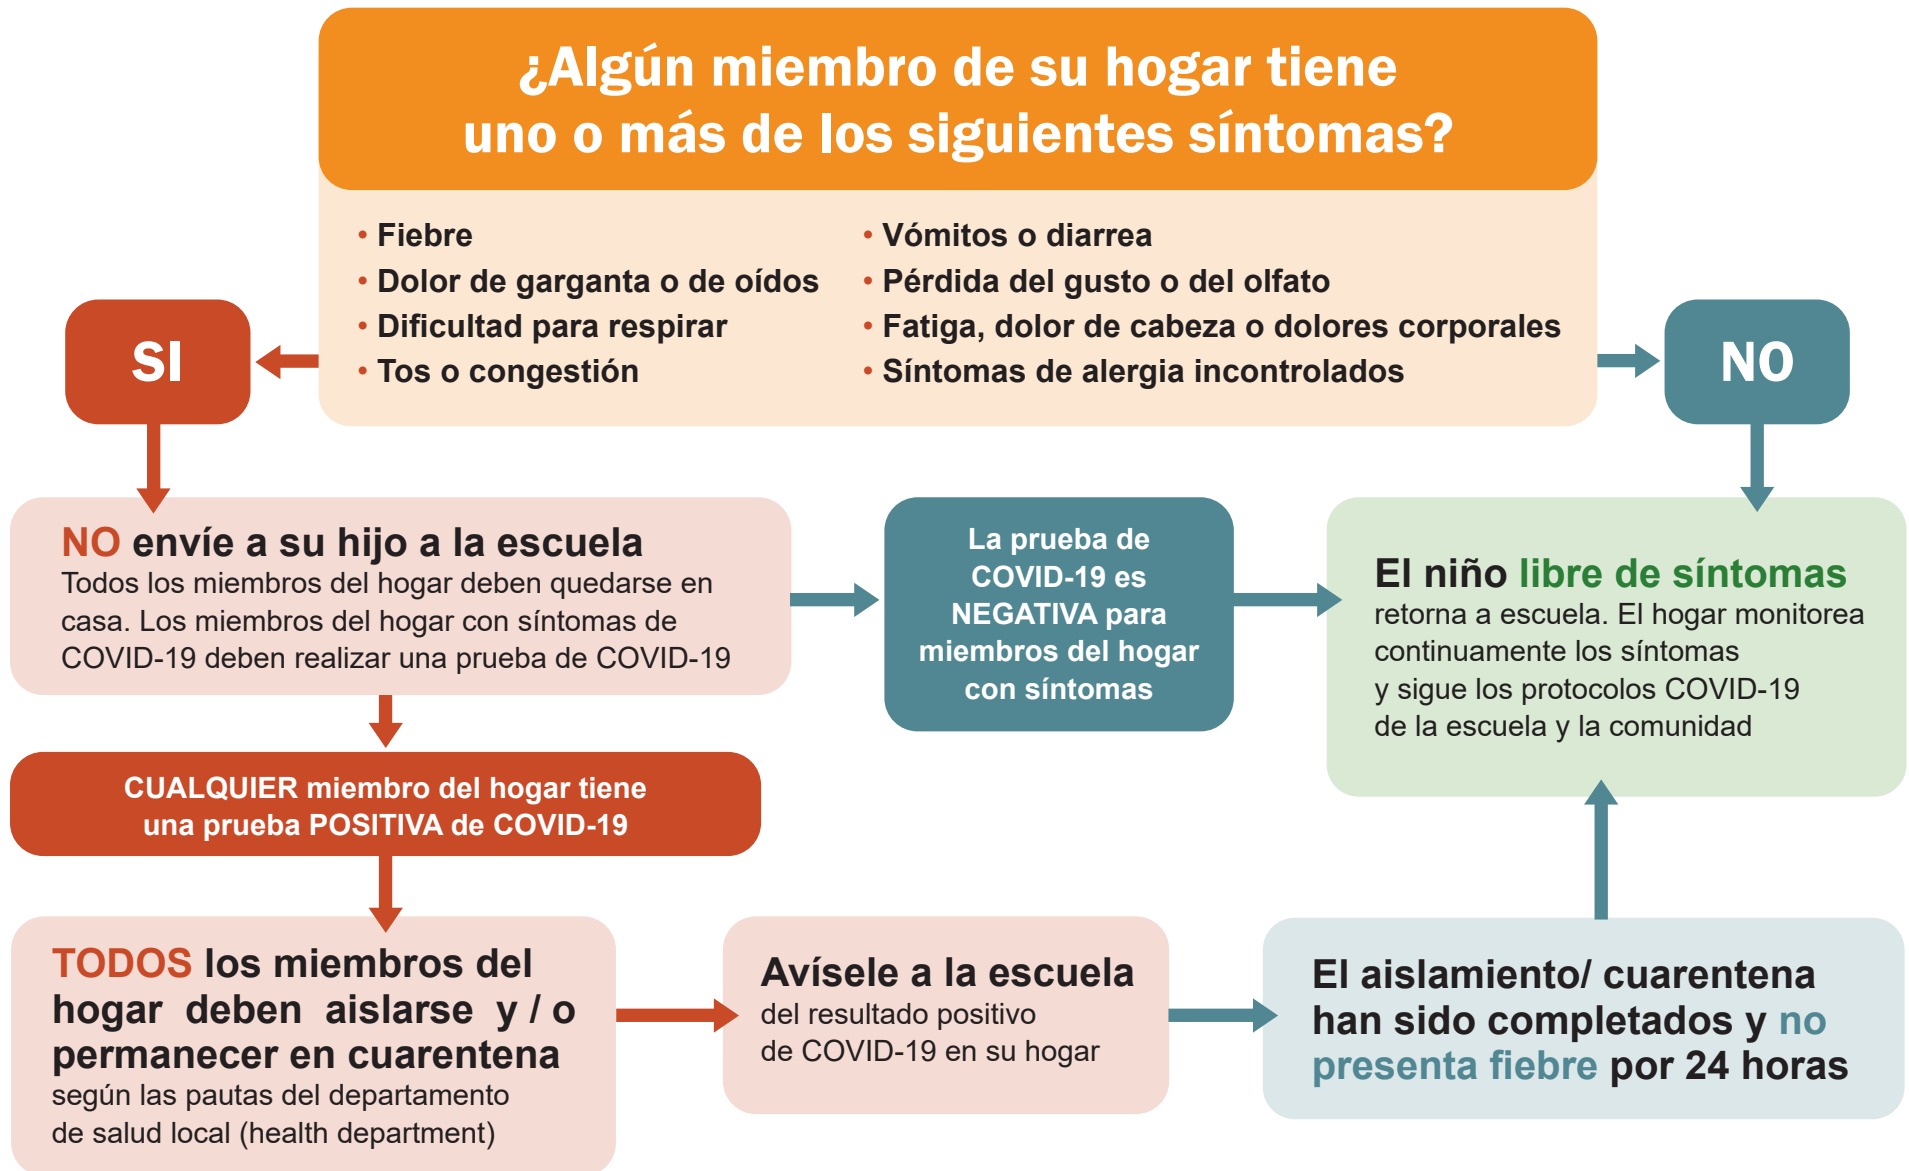 ¿Algún miembro de su hogar tiene
uno o más de los siguientes síntomas?
• Fiebre
• Dolor de garganta o de oídos
• Dificultad para respirar
• Tos o congestión
• Vómitos o diarrea
• Pérdida del gusto o del olfato
• Fatiga, dolor de cabeza o dolores corporales
• Síntomas de alergia incontrolados
SI
NO
NO envíe a su hijo a la escuela
Todos los miembros del hogar deben quedarse en
casa. Los miembros del hogar con síntomas de
COVID-19 deben realizar una prueba de COVID-19
La prueba de
COVID-19 es
NEGATIVA para
miembros del hogar
con síntomas
El niño libre de síntomas
retorna a escuela. El hogar monitorea
continuamente los síntomas
y sigue los protocolos COVID-19
de la escuela y la comunidad
CUALQUIER miembro del hogar tiene
una prueba POSITIVA de COVID-19
TODOS los miembros del
hogar deben aislarse y / o
permanecer en cuarentena
según las pautas del departamento
de salud local (health department)
Avísele a la escuela
del resultado positivo
de COVID-19 en su hogar
El aislamiento/ cuarentena
han sido completados y no
presenta fiebre por 24 horas